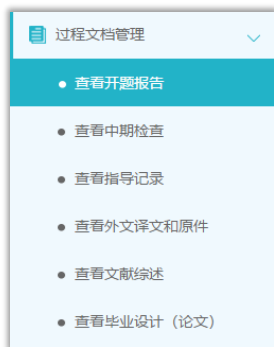 过程文档管理
查看开题报告
查看中期检查
查看指导记录
查看外文译文和原件
查看文献综述
查看毕业设计（论文）